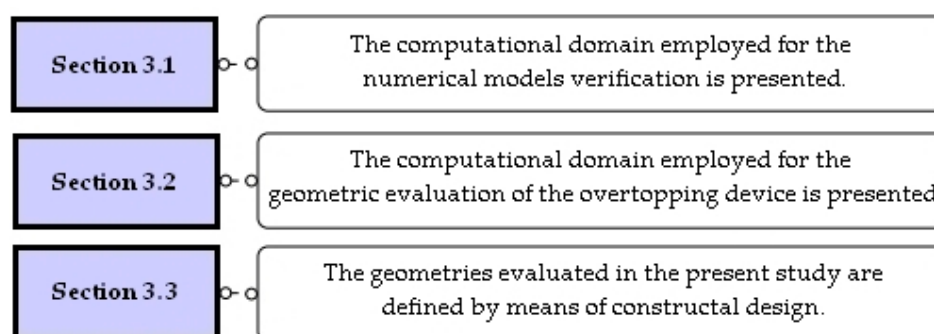 Section 3.1
The computational domain employed for the
numerical models verification is presented.
Section 3.2
The computational domain employed for the
geometric evaluation of the overtopping device is presented
Section 3.3
The geometries evaluated in the present study are
defined by means of constructal design.